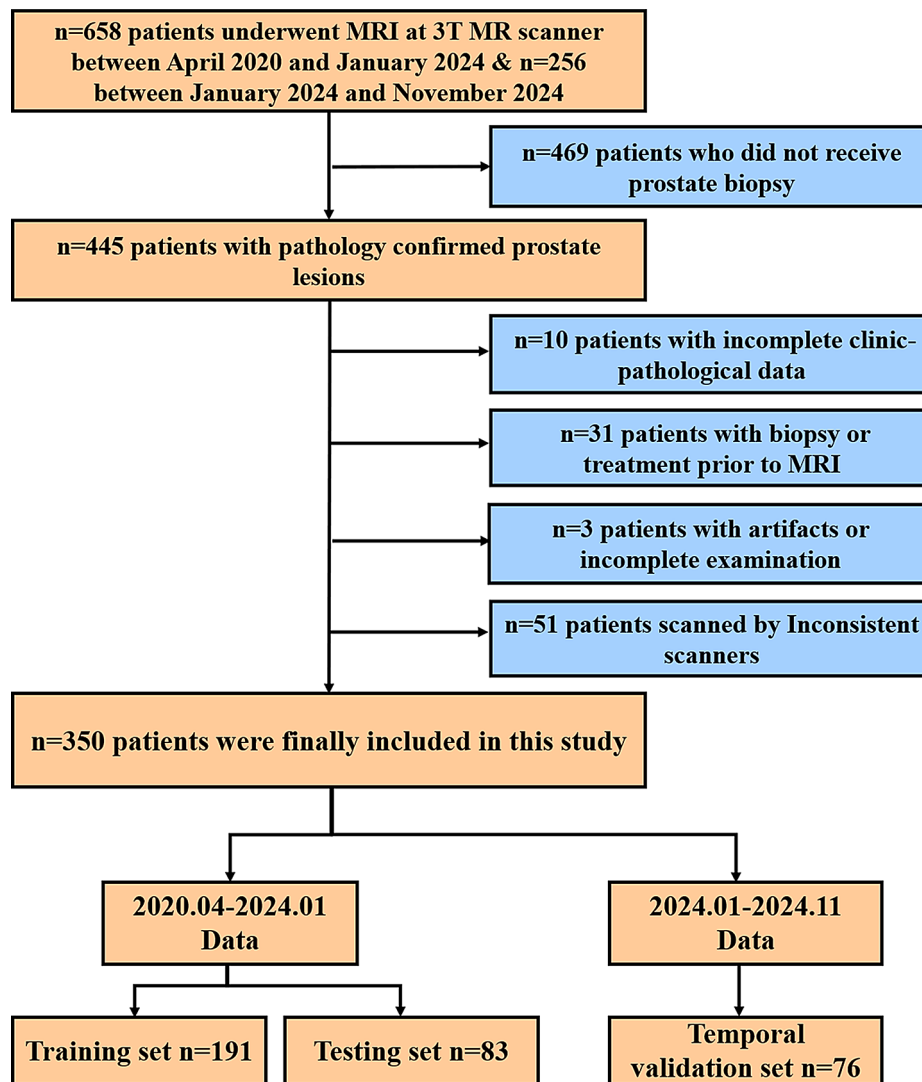 n=658 patients underwent MRI at 3T MR scanner
between April 2020 and January 2024 & n=256
between January 2024 and November 2024
n=469 patients who did not receive
prostate biopsy
n=445 patients with pathology confirmed prostate
lesions
n=10 patients with incomplete clinic-
pathological data
n=31 patients with biopsy or
treatment prior to MRI
n=3 patients with artifacts or
incomplete examination
n=51 patients scanned by Inconsistent
scanners
n=350 patients were finally included in this study
2020.04-2024.01
Data
2024.01-2024.11
Data
Training set n=191
Testing set n=83
Temporal
validation set n=76